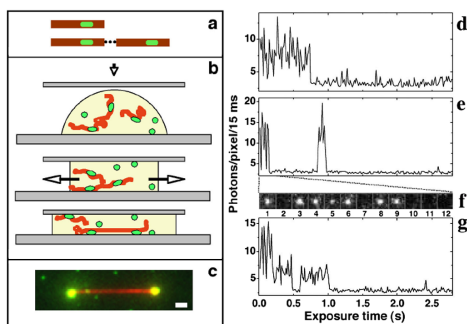 a
b
c
d
10
5
e
15
10
5
Photons/pixel/15 ms
f
1 2 3 4 5 6 7 8 9 10 11 12
g
15
10
5
0.0 0.5 1.0 1.5 2.0 2.5
Exposure time (s)